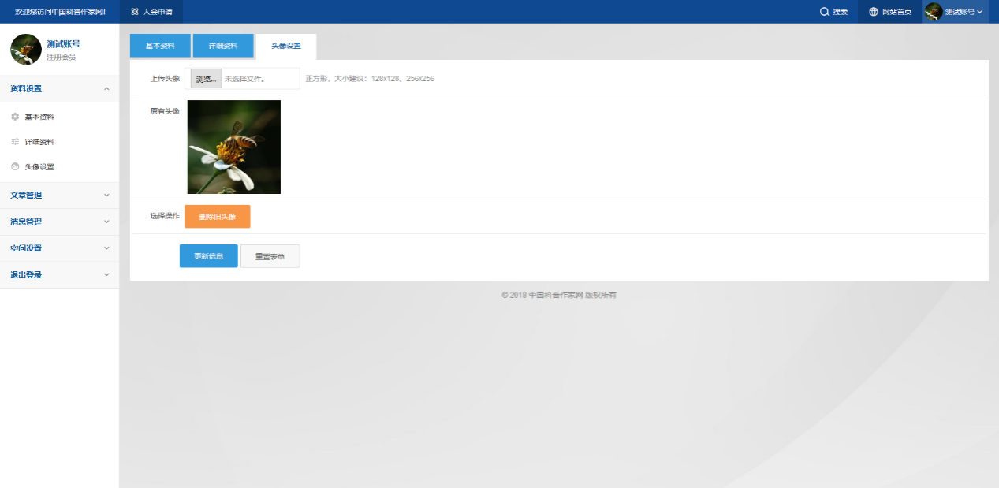 欢迎您访问中国科普作家网！ 入会申请 搜索 网站首页 测试账号
测试账号
注册会员
资料设置
基本资料
详细资料
头像设置
文章管理
消息管理
空间设置
退出登录
基本资料 详细资料 头像设置
上传头像 浏览... 未选择文件。 正方形，大小建议：128x128、256x256
原有头像
选择操作 删除旧头像
更新信息 重置表单
© 2018 中国科普作家网 版权所有